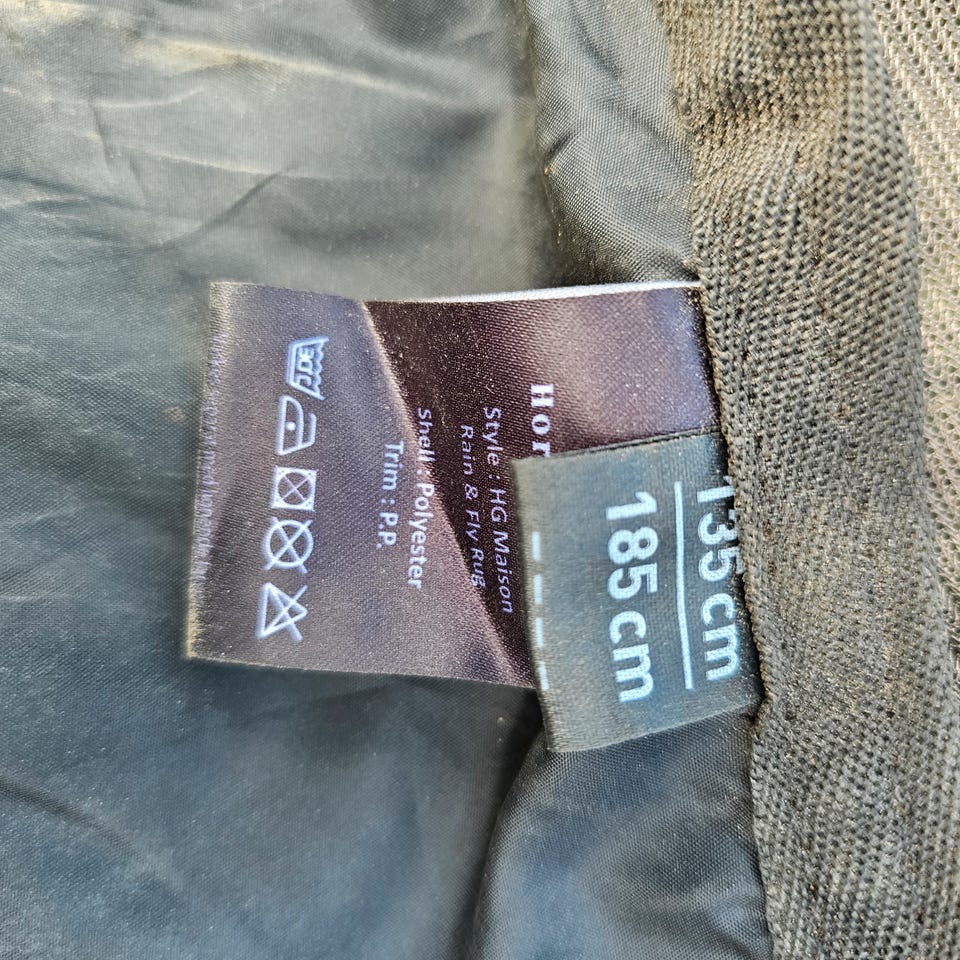 Hor
Style : HG Maison
Rain & Fly Rug
Shell : Polyester
Trim : P.P.
135 cm
185 cm